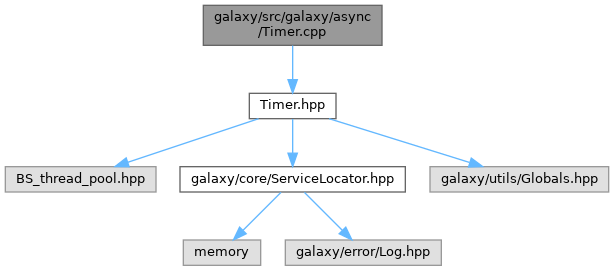 galaxy/src/galaxy/async
/Timer.cpp
Timer.hpp
BS_thread_pool.hpp
galaxy/core/ServiceLocator.hpp
galaxy/utils/Globals.hpp
memory
galaxy/error/Log.hpp